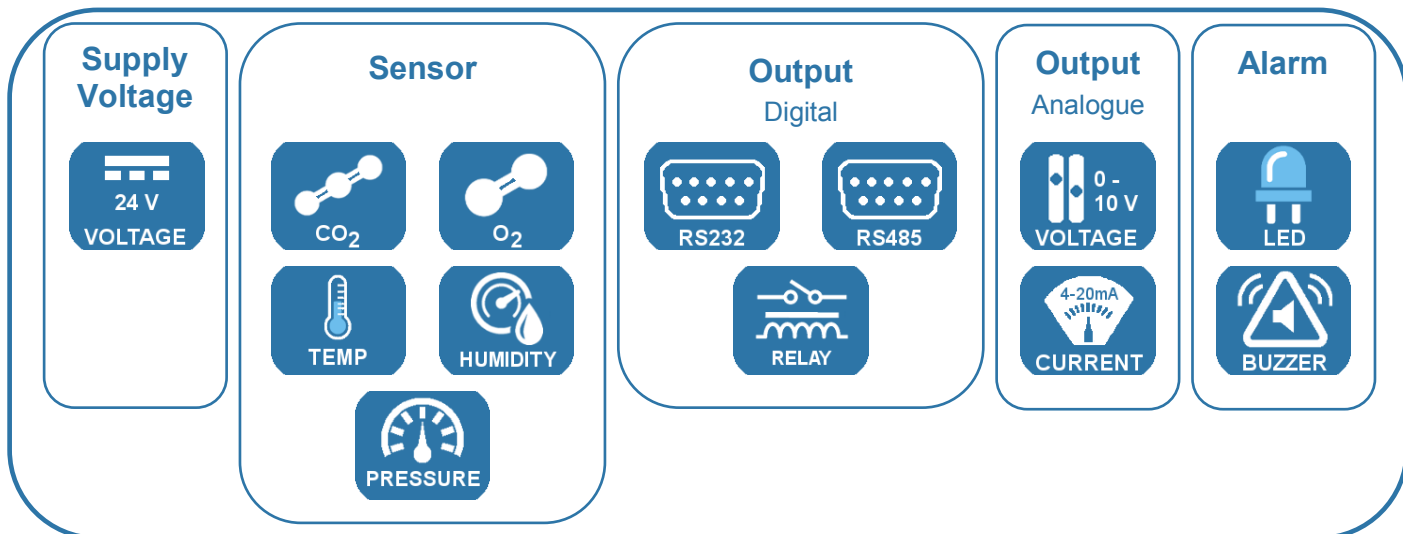 Supply
Voltage
24 V
VOLTAGE
Sensor
CO2
O2
TEMP
HUMIDITY
PRESSURE
Output
Digital
RS232
RS485
RELAY
Output
Analogue
0 -
10 V
VOLTAGE
4-20mA
CURRENT
Alarm
LED
BUZZER